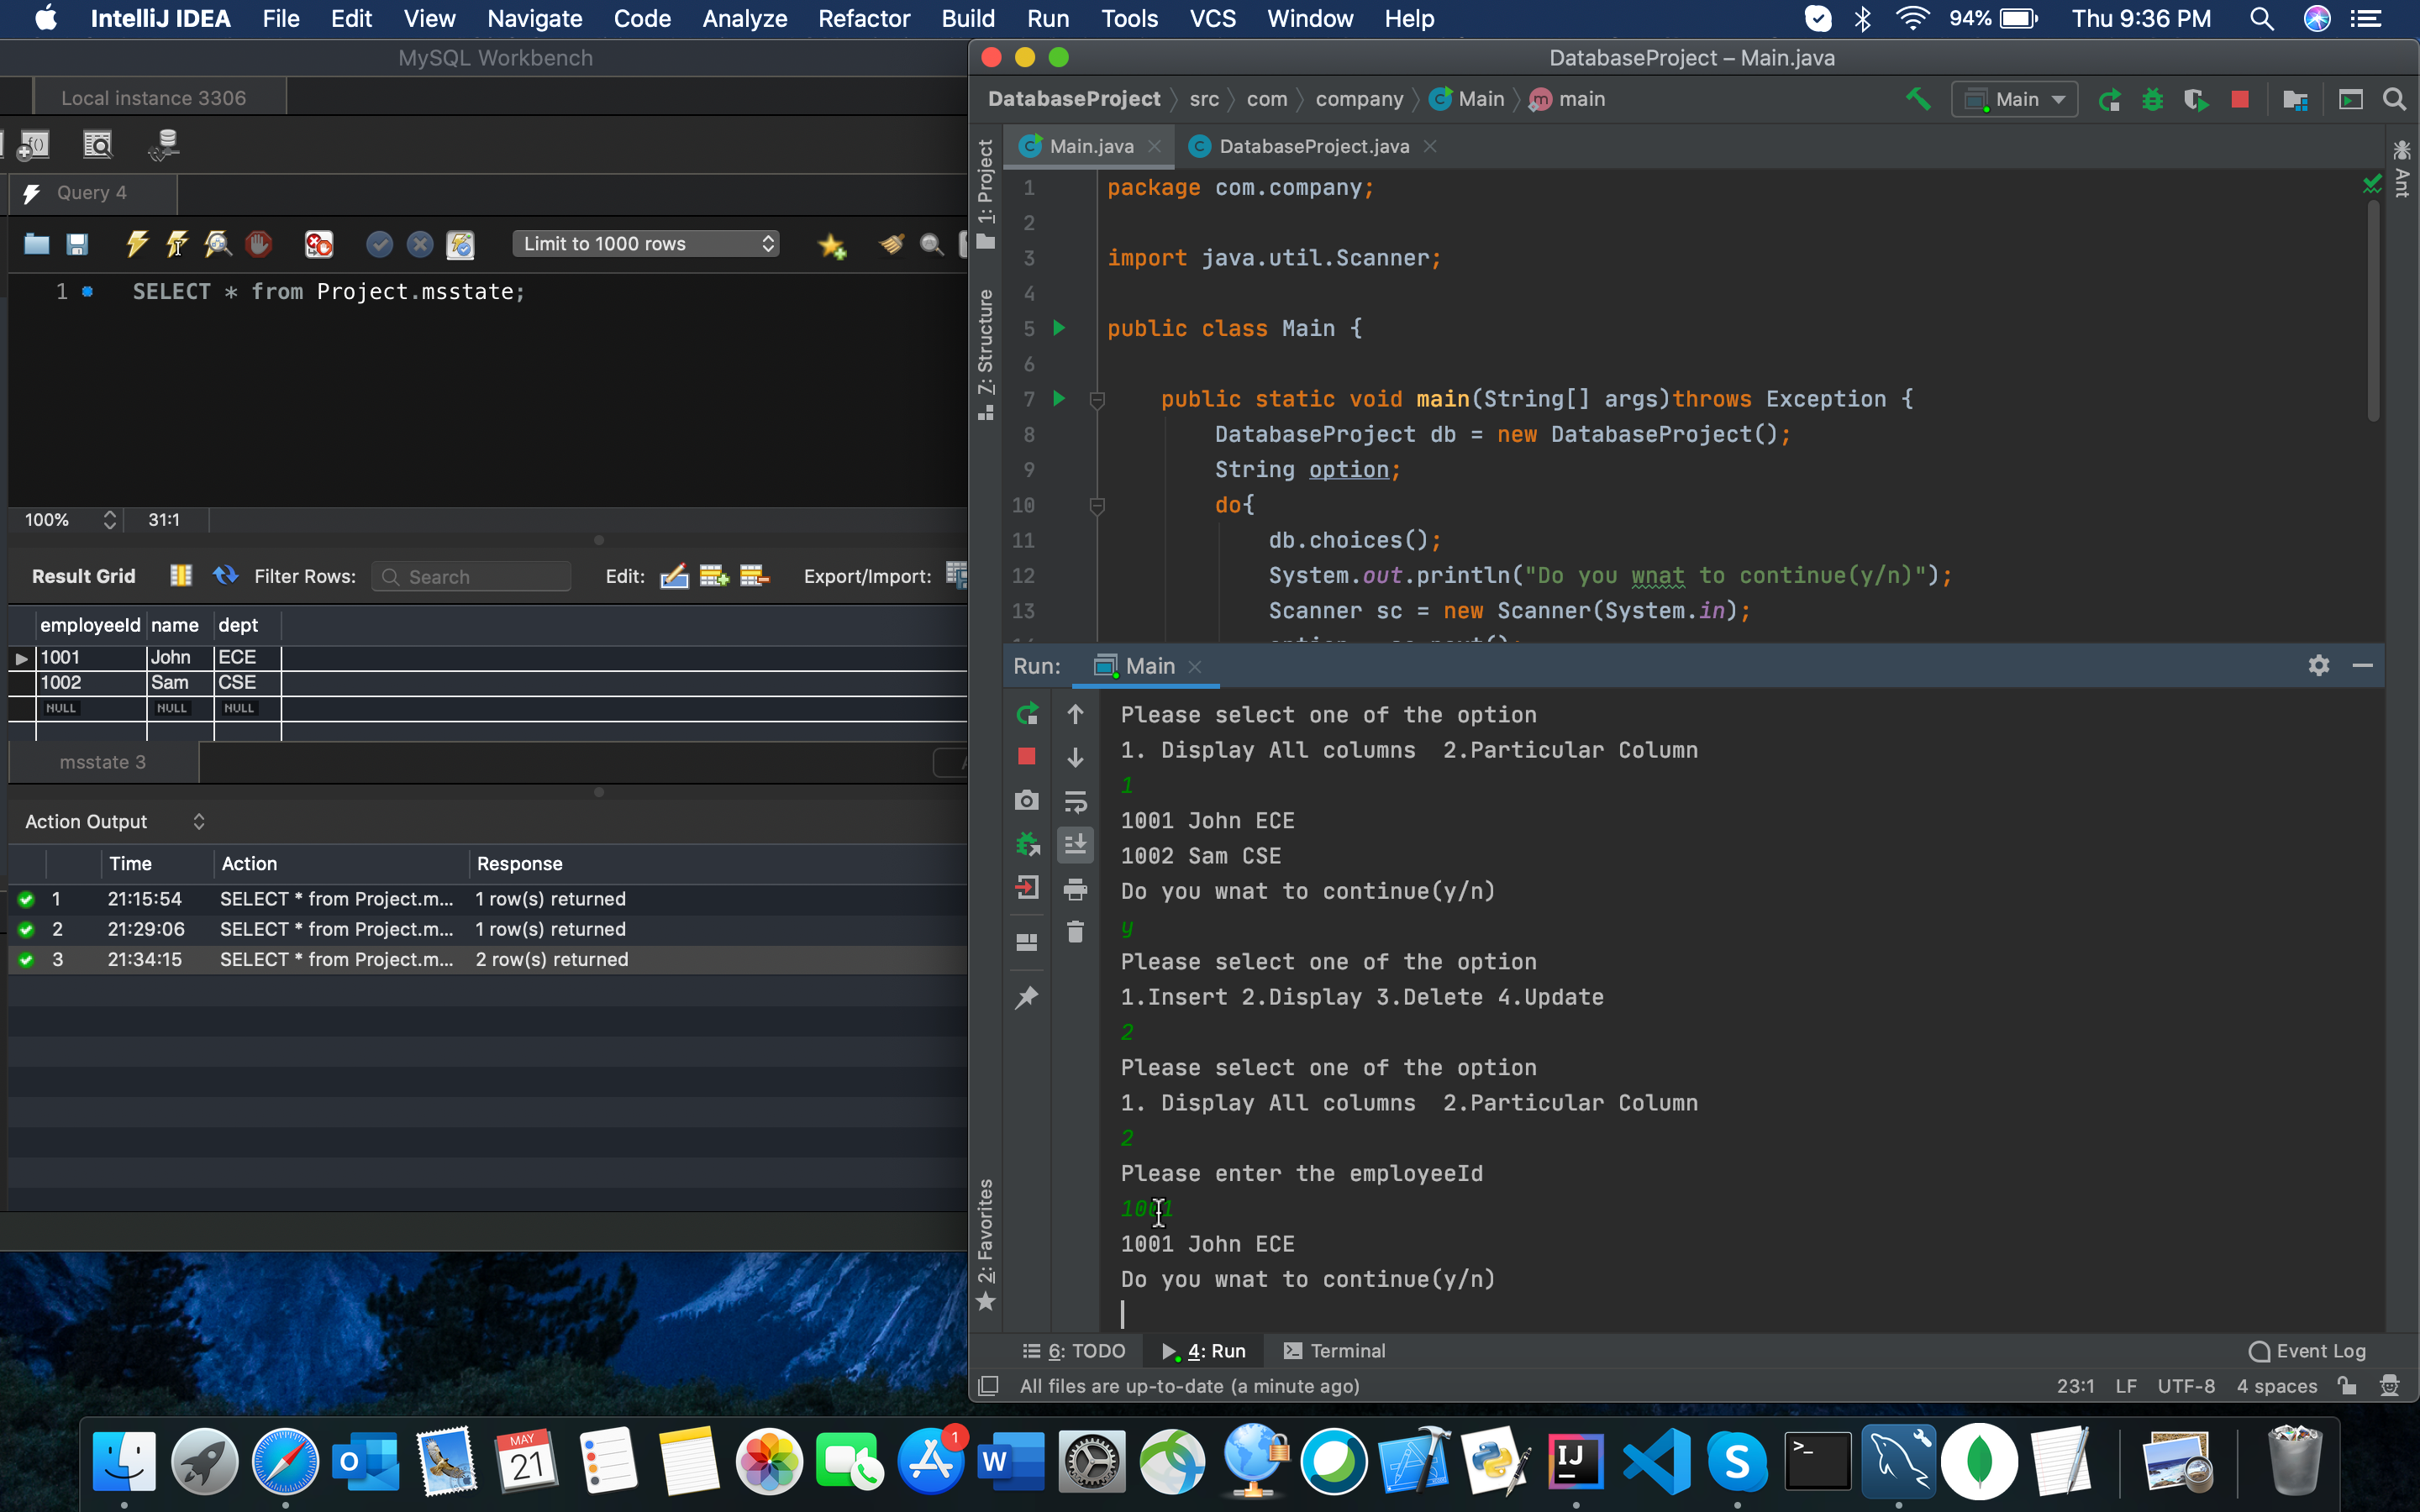 IntelliJ IDEA File Edit View Navigate Code Analyze Refactor Build Run Tools VCS Window Help 94% Thu 9:36 PM
MySQL Workbench
Local instance 3306
Query 4
Limit to 1000 rows
1 SELECT * from Project.msstate;
100% 31:1
Result Grid Filter Rows: Search Edit: Export/Import:
employeeId name dept
1001 John ECE
1002 Sam CSE
NULL NULL NULL
msstate 3
Action Output
Time Action Response
1 21:15:54 SELECT * from Project.m... 1 row(s) returned
2 21:29:06 SELECT * from Project.m... 1 row(s) returned
3 21:34:15 SELECT * from Project.m... 2 row(s) returned
DatabaseProject – Main.java
DatabaseProject src com company Main main
Main
Main.java DatabaseProject.java
1: Project
Z: Structure
2: Favorites
Ant
1 package com.company;
2
3 import java.util.Scanner;
4
5 public class Main {
6
7 public static void main(String[] args)throws Exception {
8 DatabaseProject db = new DatabaseProject();
9 String option;
10 do{
11 db.choices();
12 System.out.println("Do you wnat to continue(y/n)");
13 Scanner sc = new Scanner(System.in);
Run: Main
Please select one of the option
1. Display All columns 2.Particular Column
1
1001 John ECE
1002 Sam CSE
Do you wnat to continue(y/n)
y
Please select one of the option
1.Insert 2.Display 3.Delete 4.Update
2
Please select one of the option
1. Display All columns 2.Particular Column
2
Please enter the employeeId
1001
1001 John ECE
Do you wnat to continue(y/n)
6: TODO 4: Run Terminal Event Log
All files are up-to-date (a minute ago) 23:1 LF UTF-8 4 spaces
MAY
21
1